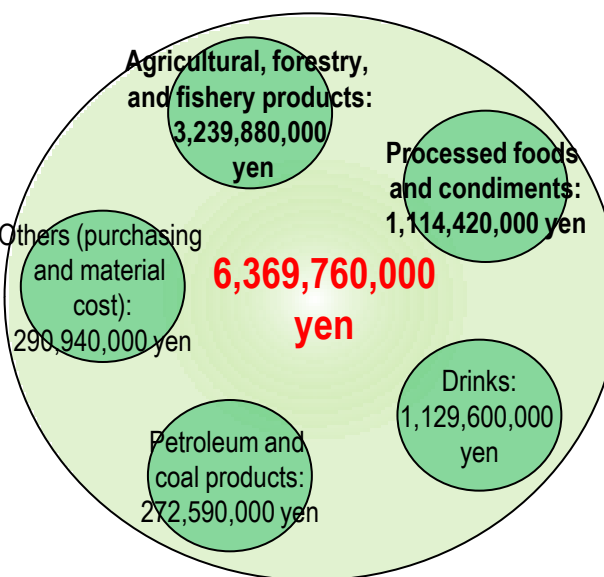 Agricultural, forestry,
and fishery products:
3,239,880,000
yen
Processed foods
and condiments:
1,114,420,000 yen
Others (purchasing
and material
cost):
290,940,000 yen
6,369,760,000
yen
Drinks:
1,129,600,000
yen
Petroleum and
coal products:
272,590,000 yen